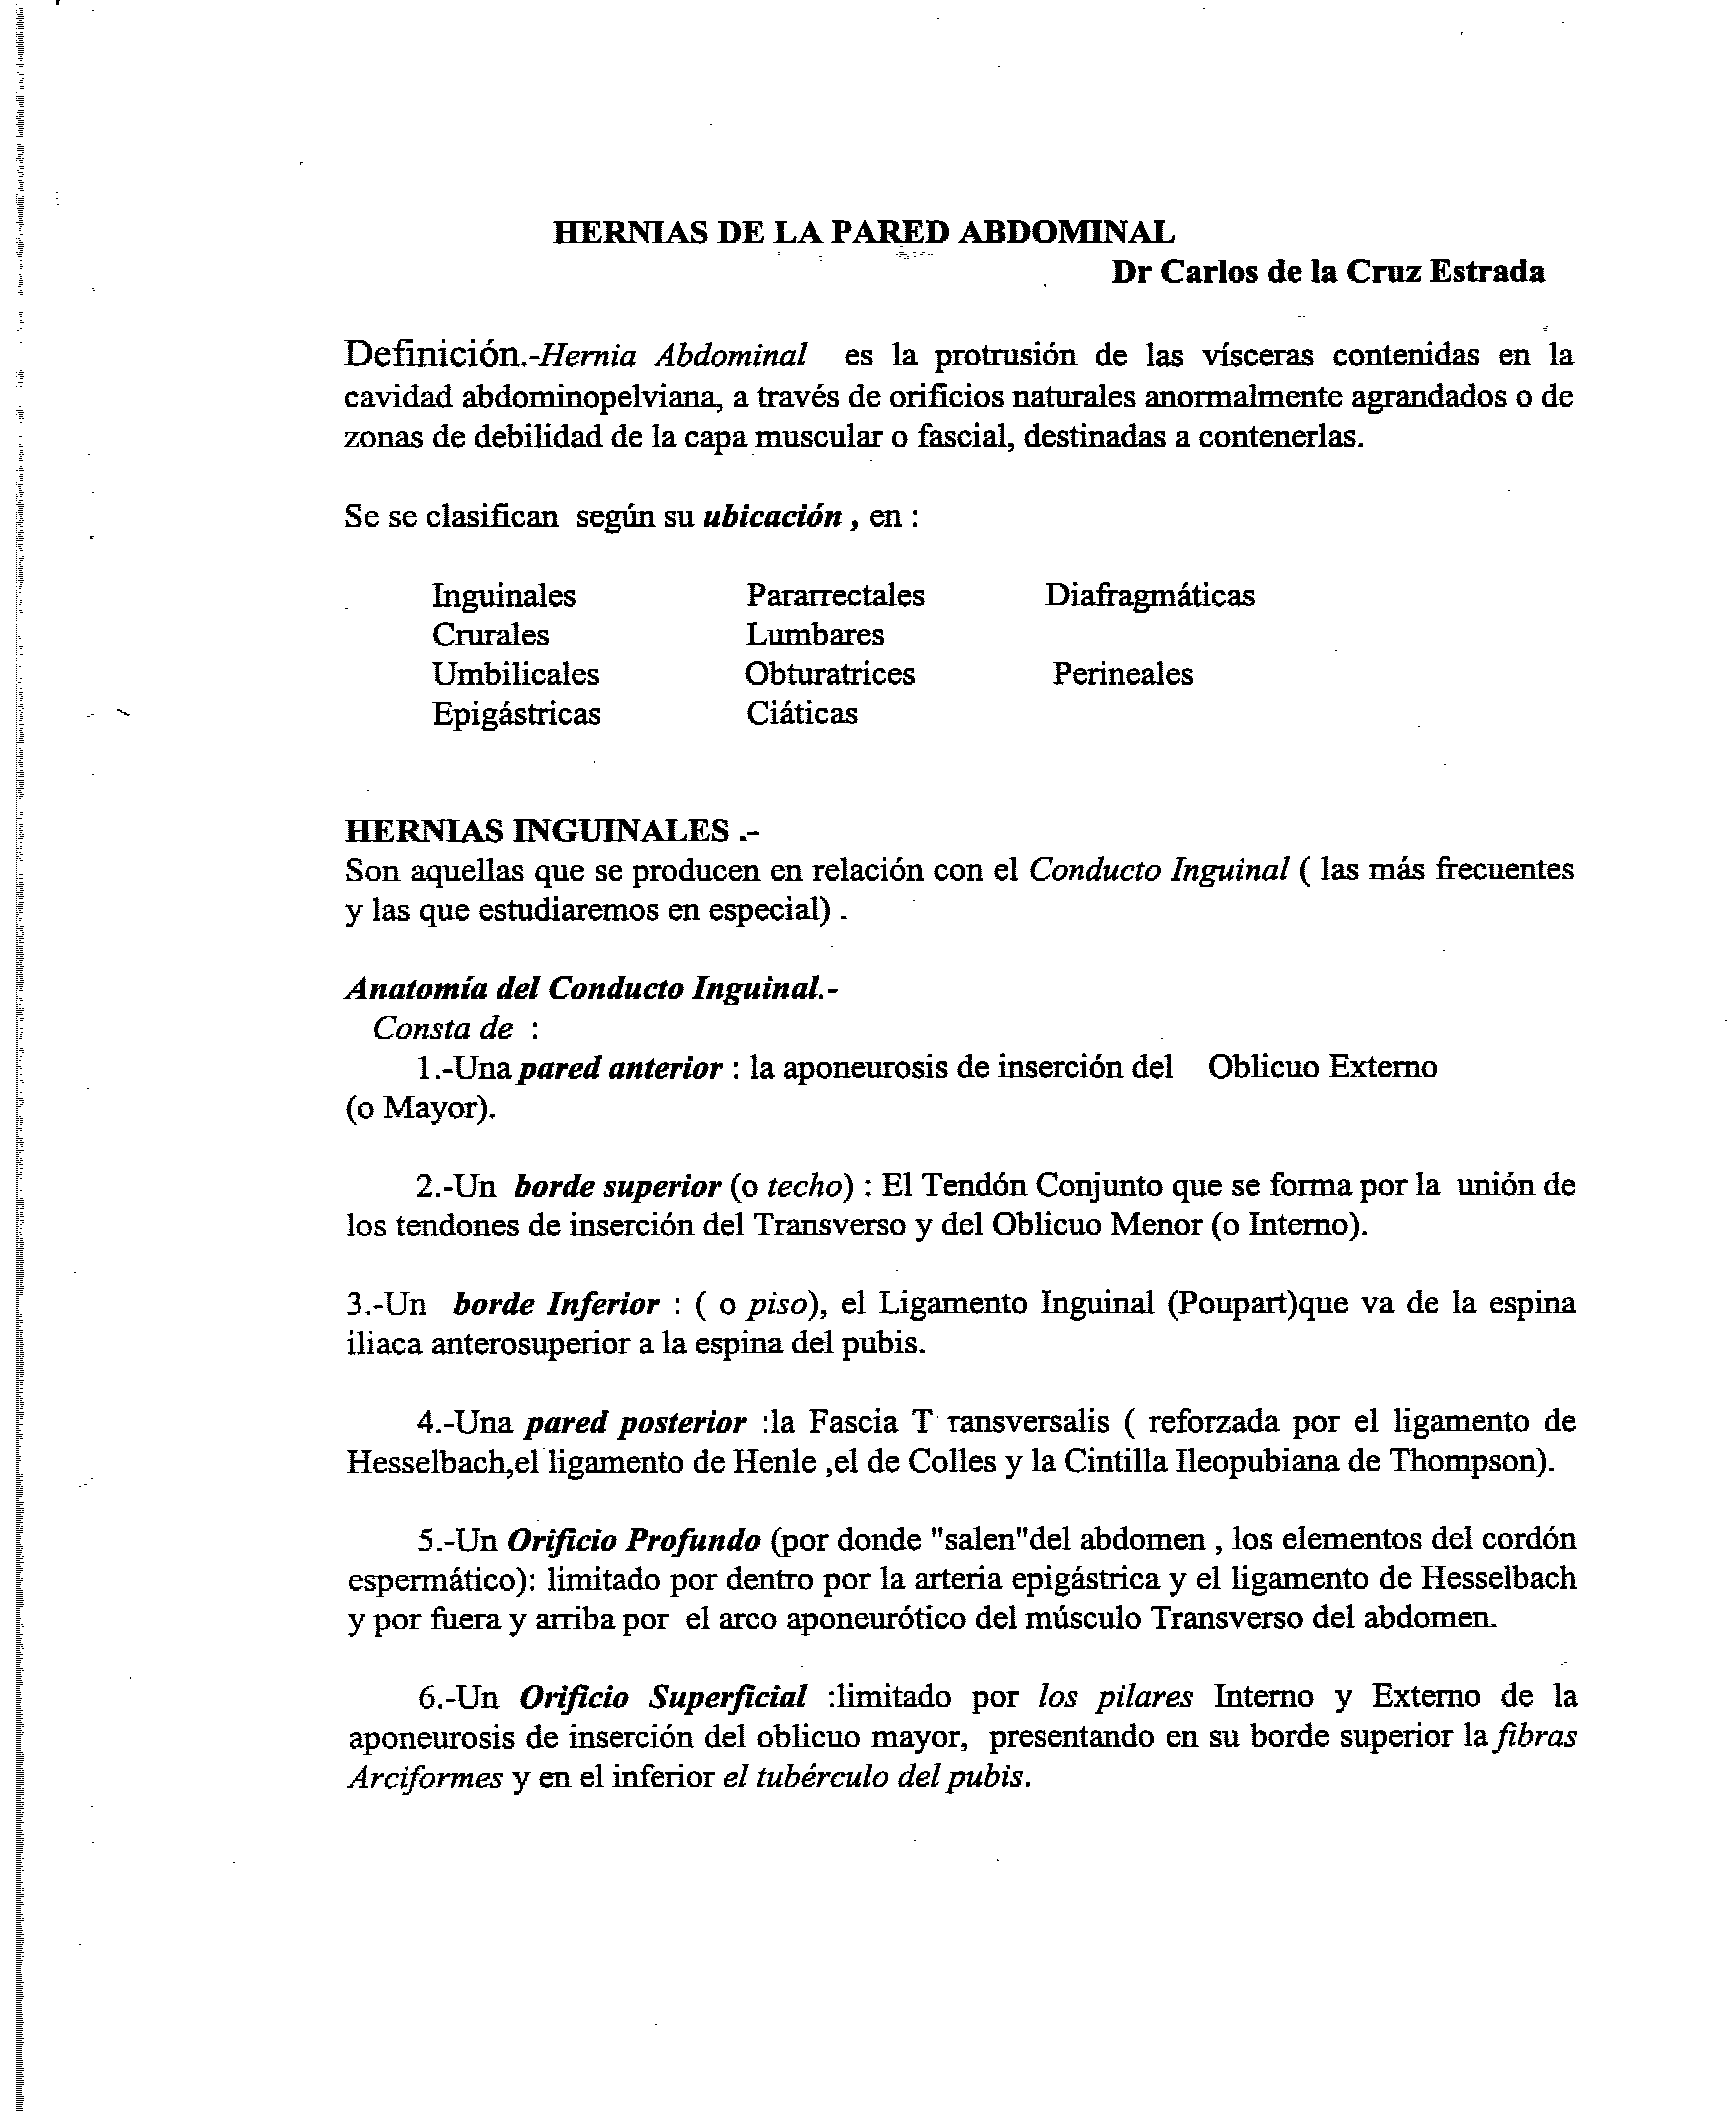 HERNIAS DE LA PARED ABDOMINAL
Dr Carlos de la Cruz Estrada
Definición.-Hernia Abdominal es la protrusión de las vísceras contenidas en la
cavidad abdominopelviana, a través de orificios naturales anormalmente agrandados o de
zonas de debilidad de la capa muscular o fascial, destinadas a contenerlas.
Se se clasifican según su ubicación , en :
Inguinales Pararrectales Diafragmáticas
Crurales Lumbares
Umbilicales Obturatrices Perineales
Epigástricas Ciáticas
HERNIAS INGUINALES .-
Son aquellas que se producen en relación con el Conducto Inguinal ( las más frecuentes
y las que estudiaremos en especial) .
Anatomía del Conducto Inguinal.-
Consta de :
1.-Una pared anterior : la aponeurosis de inserción del Oblicuo Externo
(o Mayor).
2.-Un borde superior (o techo) : El Tendón Conjunto que se forma por la unión de
los tendones de inserción del Transverso y del Oblicuo Menor (o Interno).
3.-Un borde Inferior : ( o piso), el Ligamento Inguinal (Poupart)que va de la espina
iliaca anterosuperior a la espina del pubis.
4.-Una pared posterior :la Fascia T ransversalis ( reforzada por el ligamento de
Hesselbach,el ligamento de Henle ,el de Colles y la Cintilla Ileopubiana de Thompson).
5.-Un Orificio Profundo (por donde "salen"del abdomen , los elementos del cordón
espermático): limitado por dentro por la arteria epigástrica y el ligamento de Hesselbach
y por fuera y arriba por el arco aponeurótico del músculo Transverso del abdomen.
6.-Un Orificio Superficial :limitado por los pilares Interno y Externo de la
aponeurosis de inserción del oblicuo mayor, presentando en su borde superior la fibras
Arciformes y en el inferior el tubérculo del pubis.